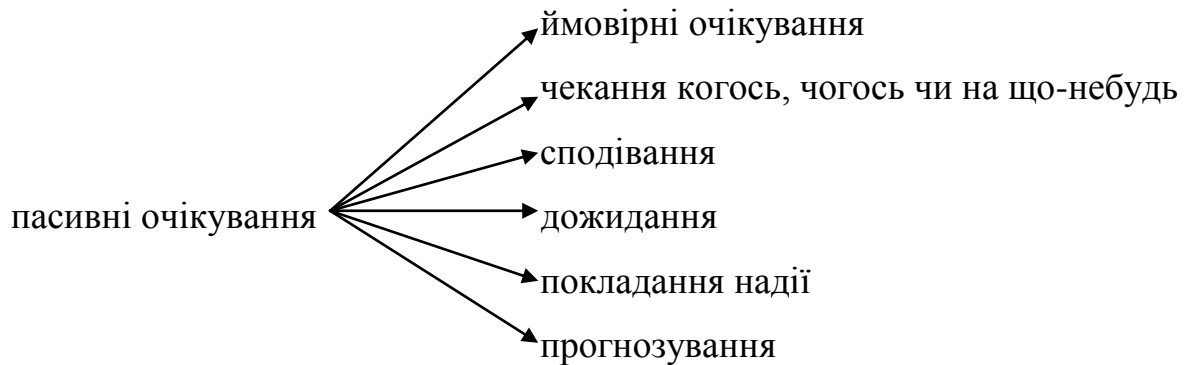 ймовірні очікування
чекання когось, чогось чи на що-небудь
сподівання
пасивні очікування
дожидання
покладання надії
прогнозування